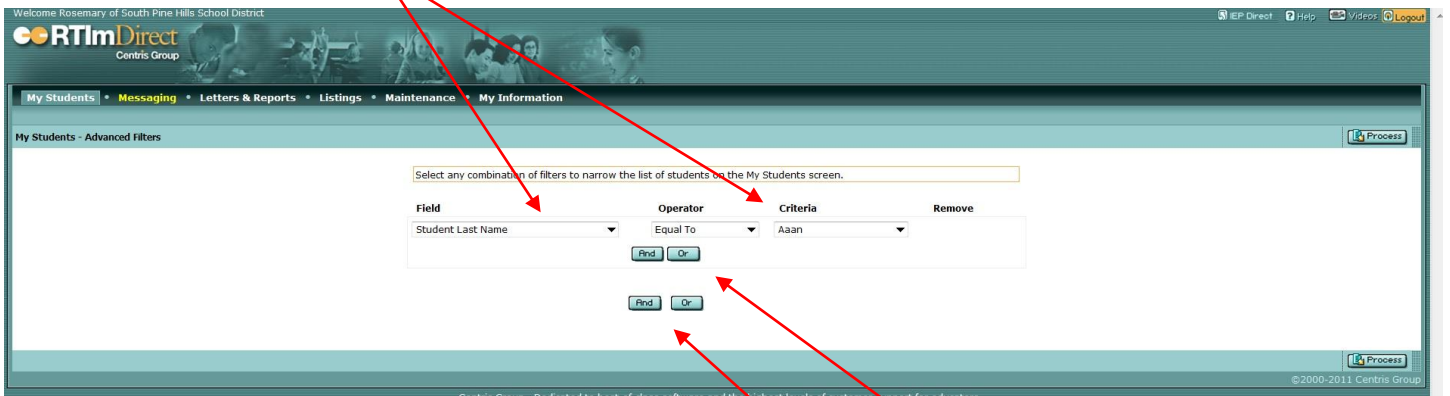 Welcome Rosemary of South Pine Hills School District
IEP Direct Help Videos Logout
RTIm Direct
Centris Group
My Students • Messaging • Letters & Reports • Listings • Maintenance • My Information
My Students - Advanced Filters
Process
Select any combination of filters to narrow the list of students on the My Students screen.
Field Operator Criteria Remove
Student Last Name Equal To Aaan
And Or
And Or
Process
©2000-2011 Centris Group